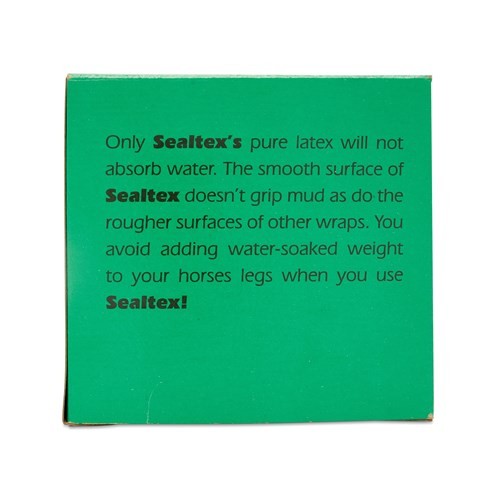 Only Sealtex's pure latex will not
absorb water. The smooth surface of
Sealtex doesn't grip mud as do the
rougher surfaces of other wraps. You
avoid adding water-soaked weight
to your horses legs when you use
Sealtex!